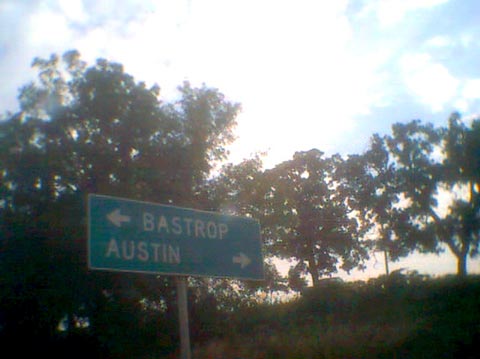 ← BASTROP
AUSTIN →